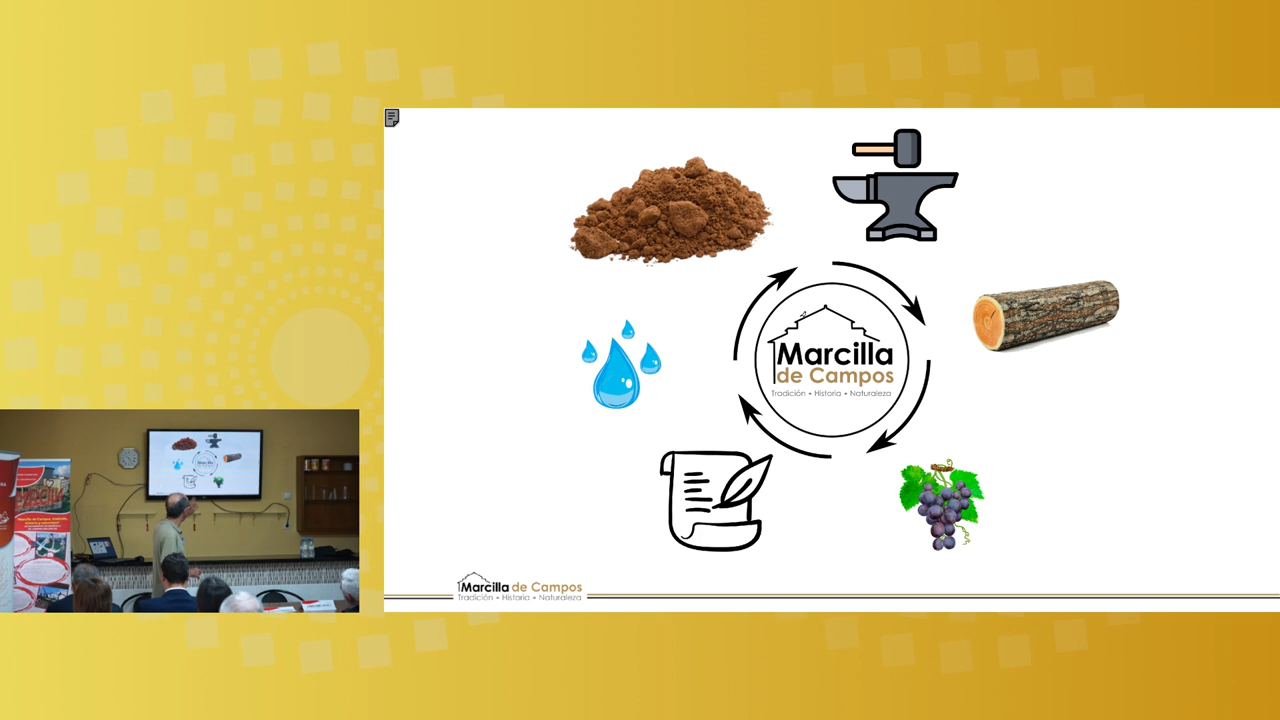 Marcilla
de Campos
Tradición • Historia • Naturaleza
Marcilla de Campos
Tradición • Historia • Naturaleza